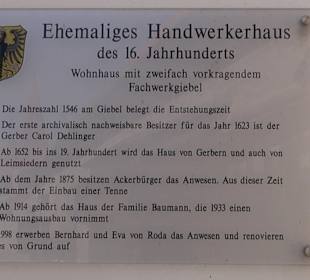 Ehemaliges Handwerkerhaus
des 16. Jahrhunderts
Wohnhaus mit zweifach vorkragendem
Fachwerkgiebel
Die Jahreszahl 1546 am Giebel belegt die Entstehungszeit
Der erste archivalisch nachweisbare Besitzer für das Jahr 1623 ist der
Gerber Carol Dehlinger
Ab 1652 bis ins 19. Jahrhundert wird das Haus von Gerbern und auch von
Leimsiedern genutzt
Ab dem Jahre 1875 besitzen Ackerbürger das Anwesen. Aus dieser Zeit
stammt der Einbau einer Tenne
Ab 1914 gehört das Haus der Familie Baumann, die 1933 einen
Wohnungsausbau vornimmt
998 erwerben Bernhard und Eva von Roda das Anwesen und renovieren
es von Grund auf